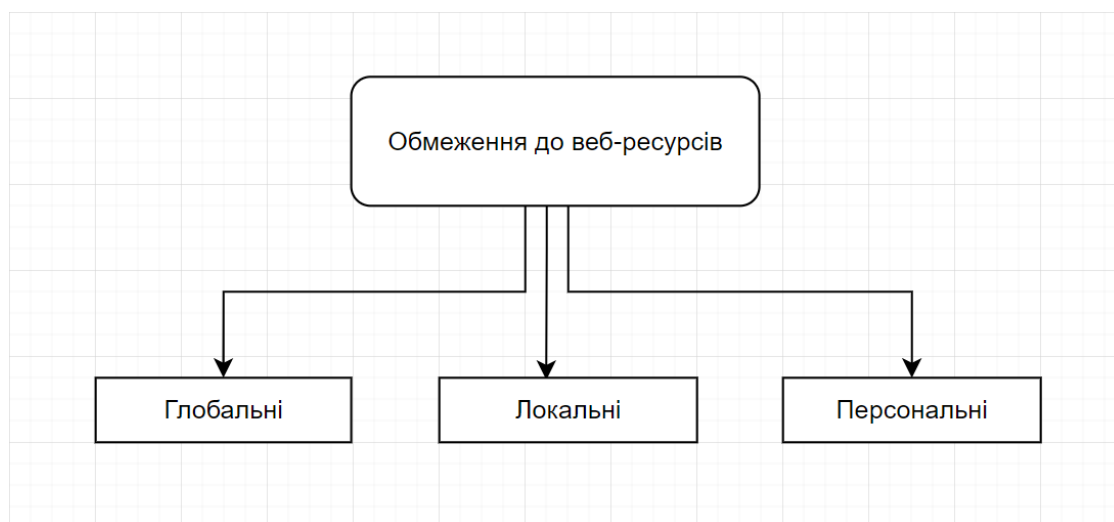 Обмеження до веб-ресурсів
Глобальні
Локальні
Персональні